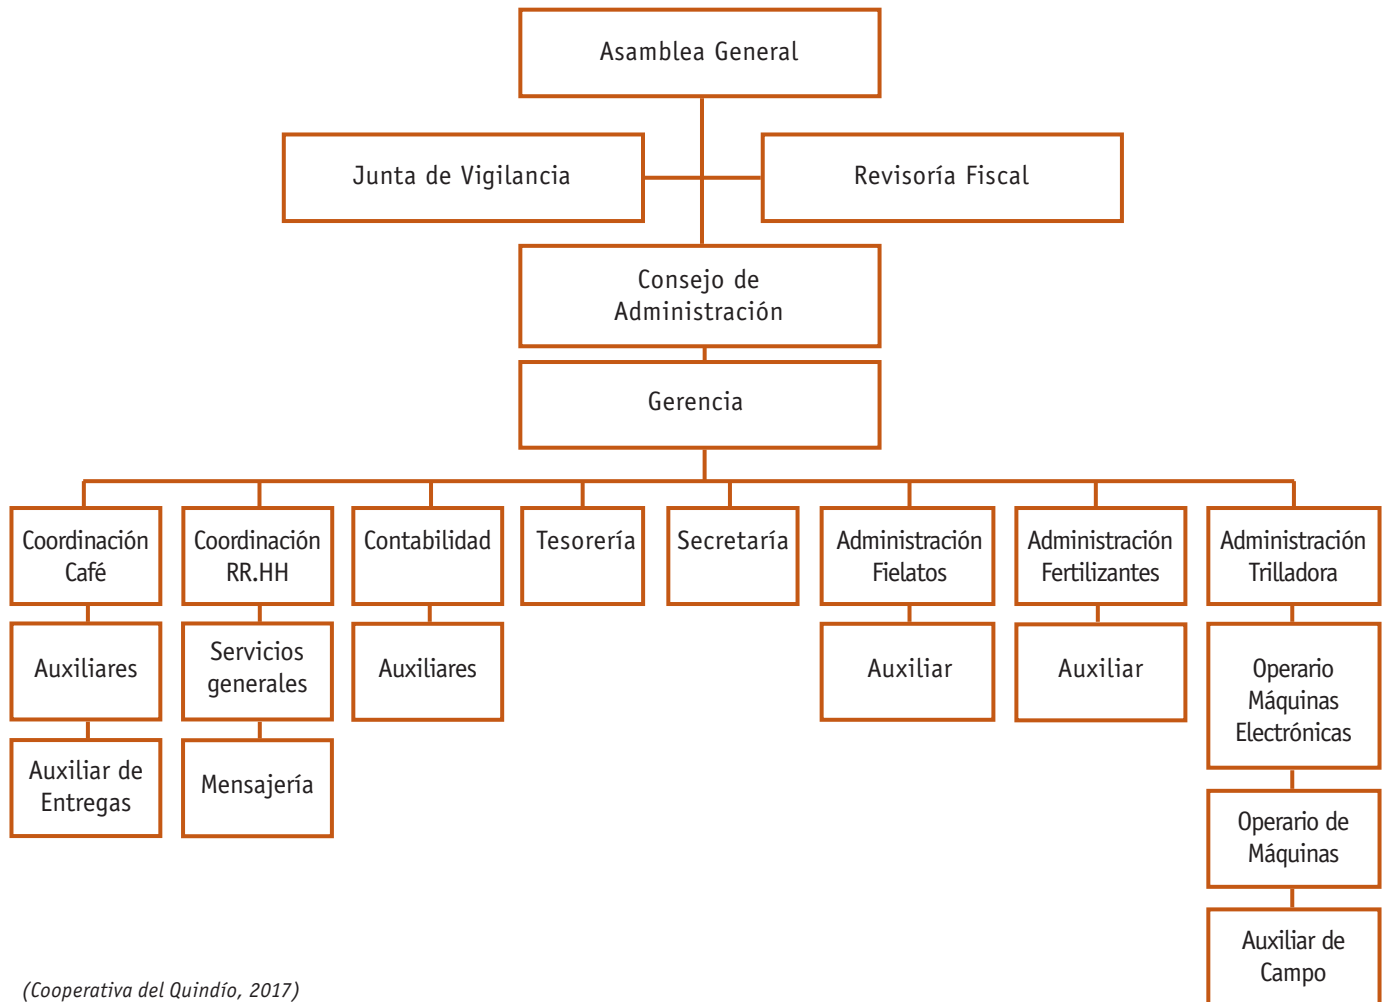 Asamblea General
Junta de Vigilancia
Revisoría Fiscal
Consejo de
Administración
Gerencia
Coordinación
Café
Coordinación
RR.HH
Contabilidad
Tesorería
Secretaría
Administración
Fielatos
Administración
Fertilizantes
Administración
Trilladora
Auxiliares
Servicios
generales
Auxiliares
Auxiliar
Auxiliar
Operario
Máquinas
Electrónicas
Auxiliar de
Entregas
Mensajería
Operario de
Máquinas
Auxiliar de
Campo
(Cooperativa del Quindío, 2017)